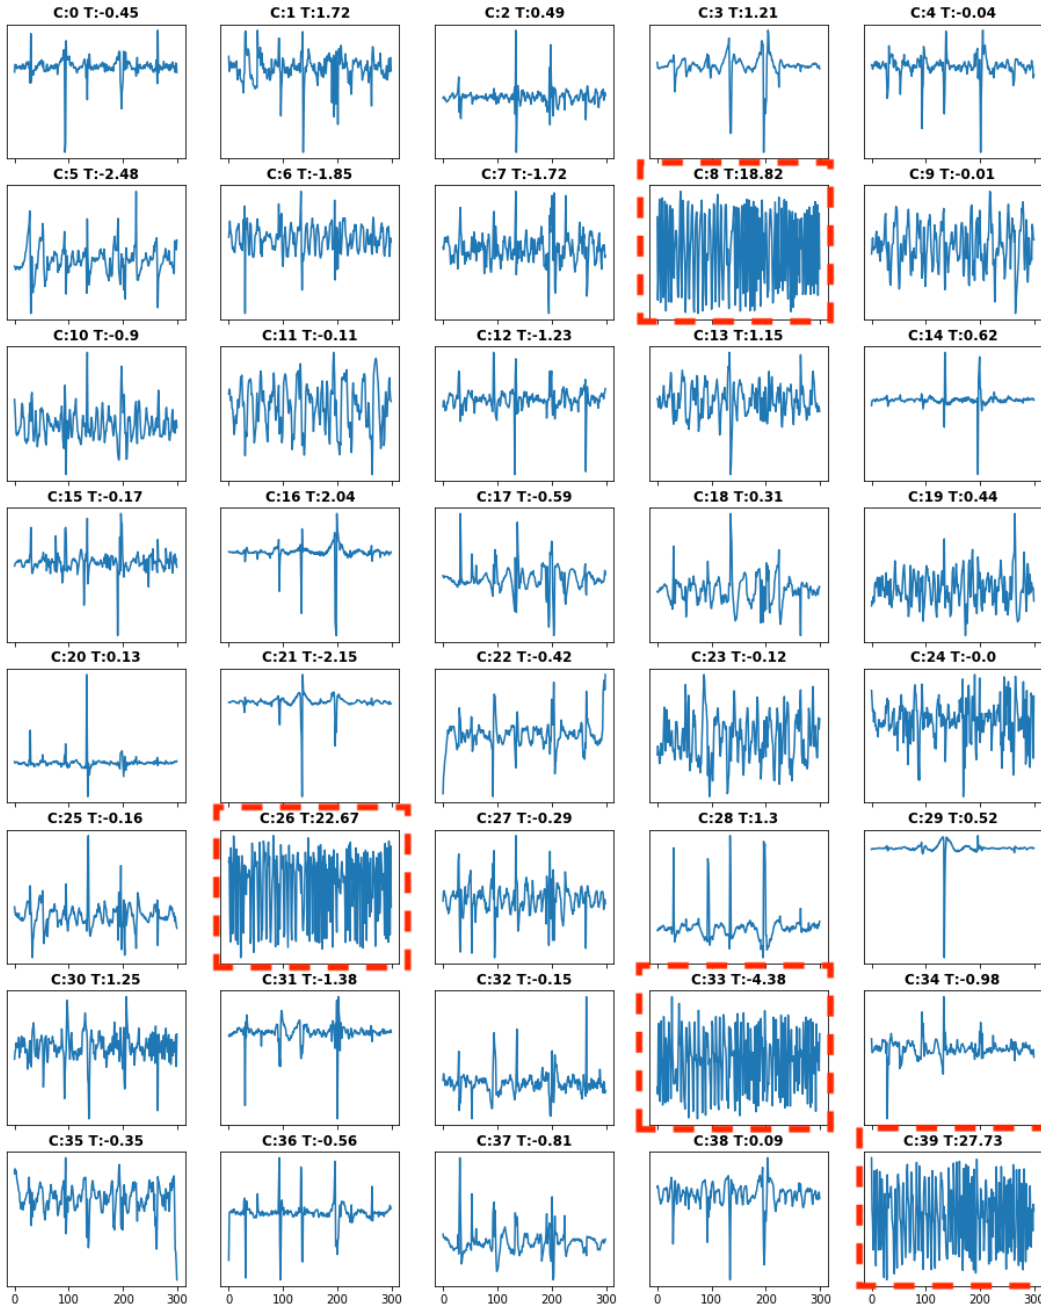 C:0 T:-0.45 C:1 T:1.72 C:2 T:0.49 C:3 T:1.21 C:4 T:-0.04
C:5 T:-2.48 C:6 T:-1.85 C:7 T:-1.72 C:8 T:18.82 C:9 T:-0.01
C:10 T:-0.9 C:11 T:-0.11 C:12 T:-1.23 C:13 T:1.15 C:14 T:0.62
C:15 T:-0.17 C:16 T:2.04 C:17 T:-0.59 C:18 T:0.31 C:19 T:0.44
C:20 T:0.13 C:21 T:-2.15 C:22 T:-0.42 C:23 T:-0.12 C:24 T:-0.0
C:25 T:-0.16 C:26 T:22.67 C:27 T:-0.29 C:28 T:1.3 C:29 T:0.52
C:30 T:1.25 C:31 T:-1.38 C:32 T:-0.15 C:33 T:-4.38 C:34 T:-0.98
C:35 T:-0.35 C:36 T:-0.56 C:37 T:-0.81 C:38 T:0.09 C:39 T:27.73
0 100 200 300 0 100 200 300 0 100 200 300 0 100 200 300 0 100 200 300